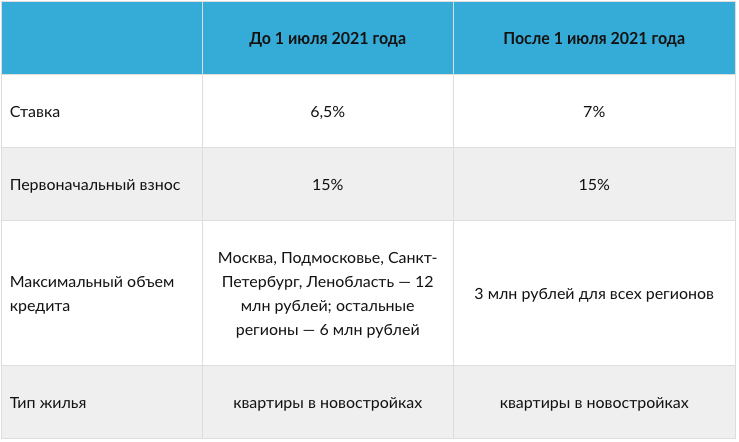 До 1 июля 2021 года
После 1 июля 2021 года
Ставка
6,5%
7%
Первоначальный взнос
15%
15%
Максимальный объем
кредита
Москва, Подмосковье, Санкт-
Петербург, Ленобласть — 12
млн рублей; остальные
регионы — 6 млн рублей
3 млн рублей для всех регионов
Тип жилья
квартиры в новостройках
квартиры в новостройках